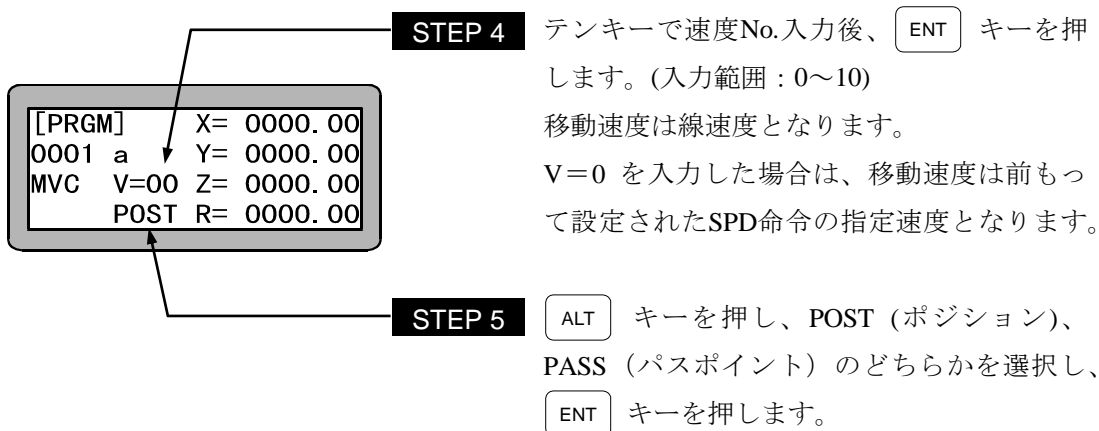 STEP 4
テンキーで速度No.入力後、 ENT キーを押
します。(入力範囲:0~10)
移動速度は線速度となります。
V=0 を入力した場合は、移動速度は前もっ
て設定されたSPD命令の指定速度となります。
[PRGM] X= 0000.00
0001 a Y= 0000.00
MVC V=00 Z= 0000.00
POST R= 0000.00
STEP 5
ALT キーを押し、POST (ポジション)、
PASS(パスポイント)のどちらかを選択し、
ENT キーを押します。